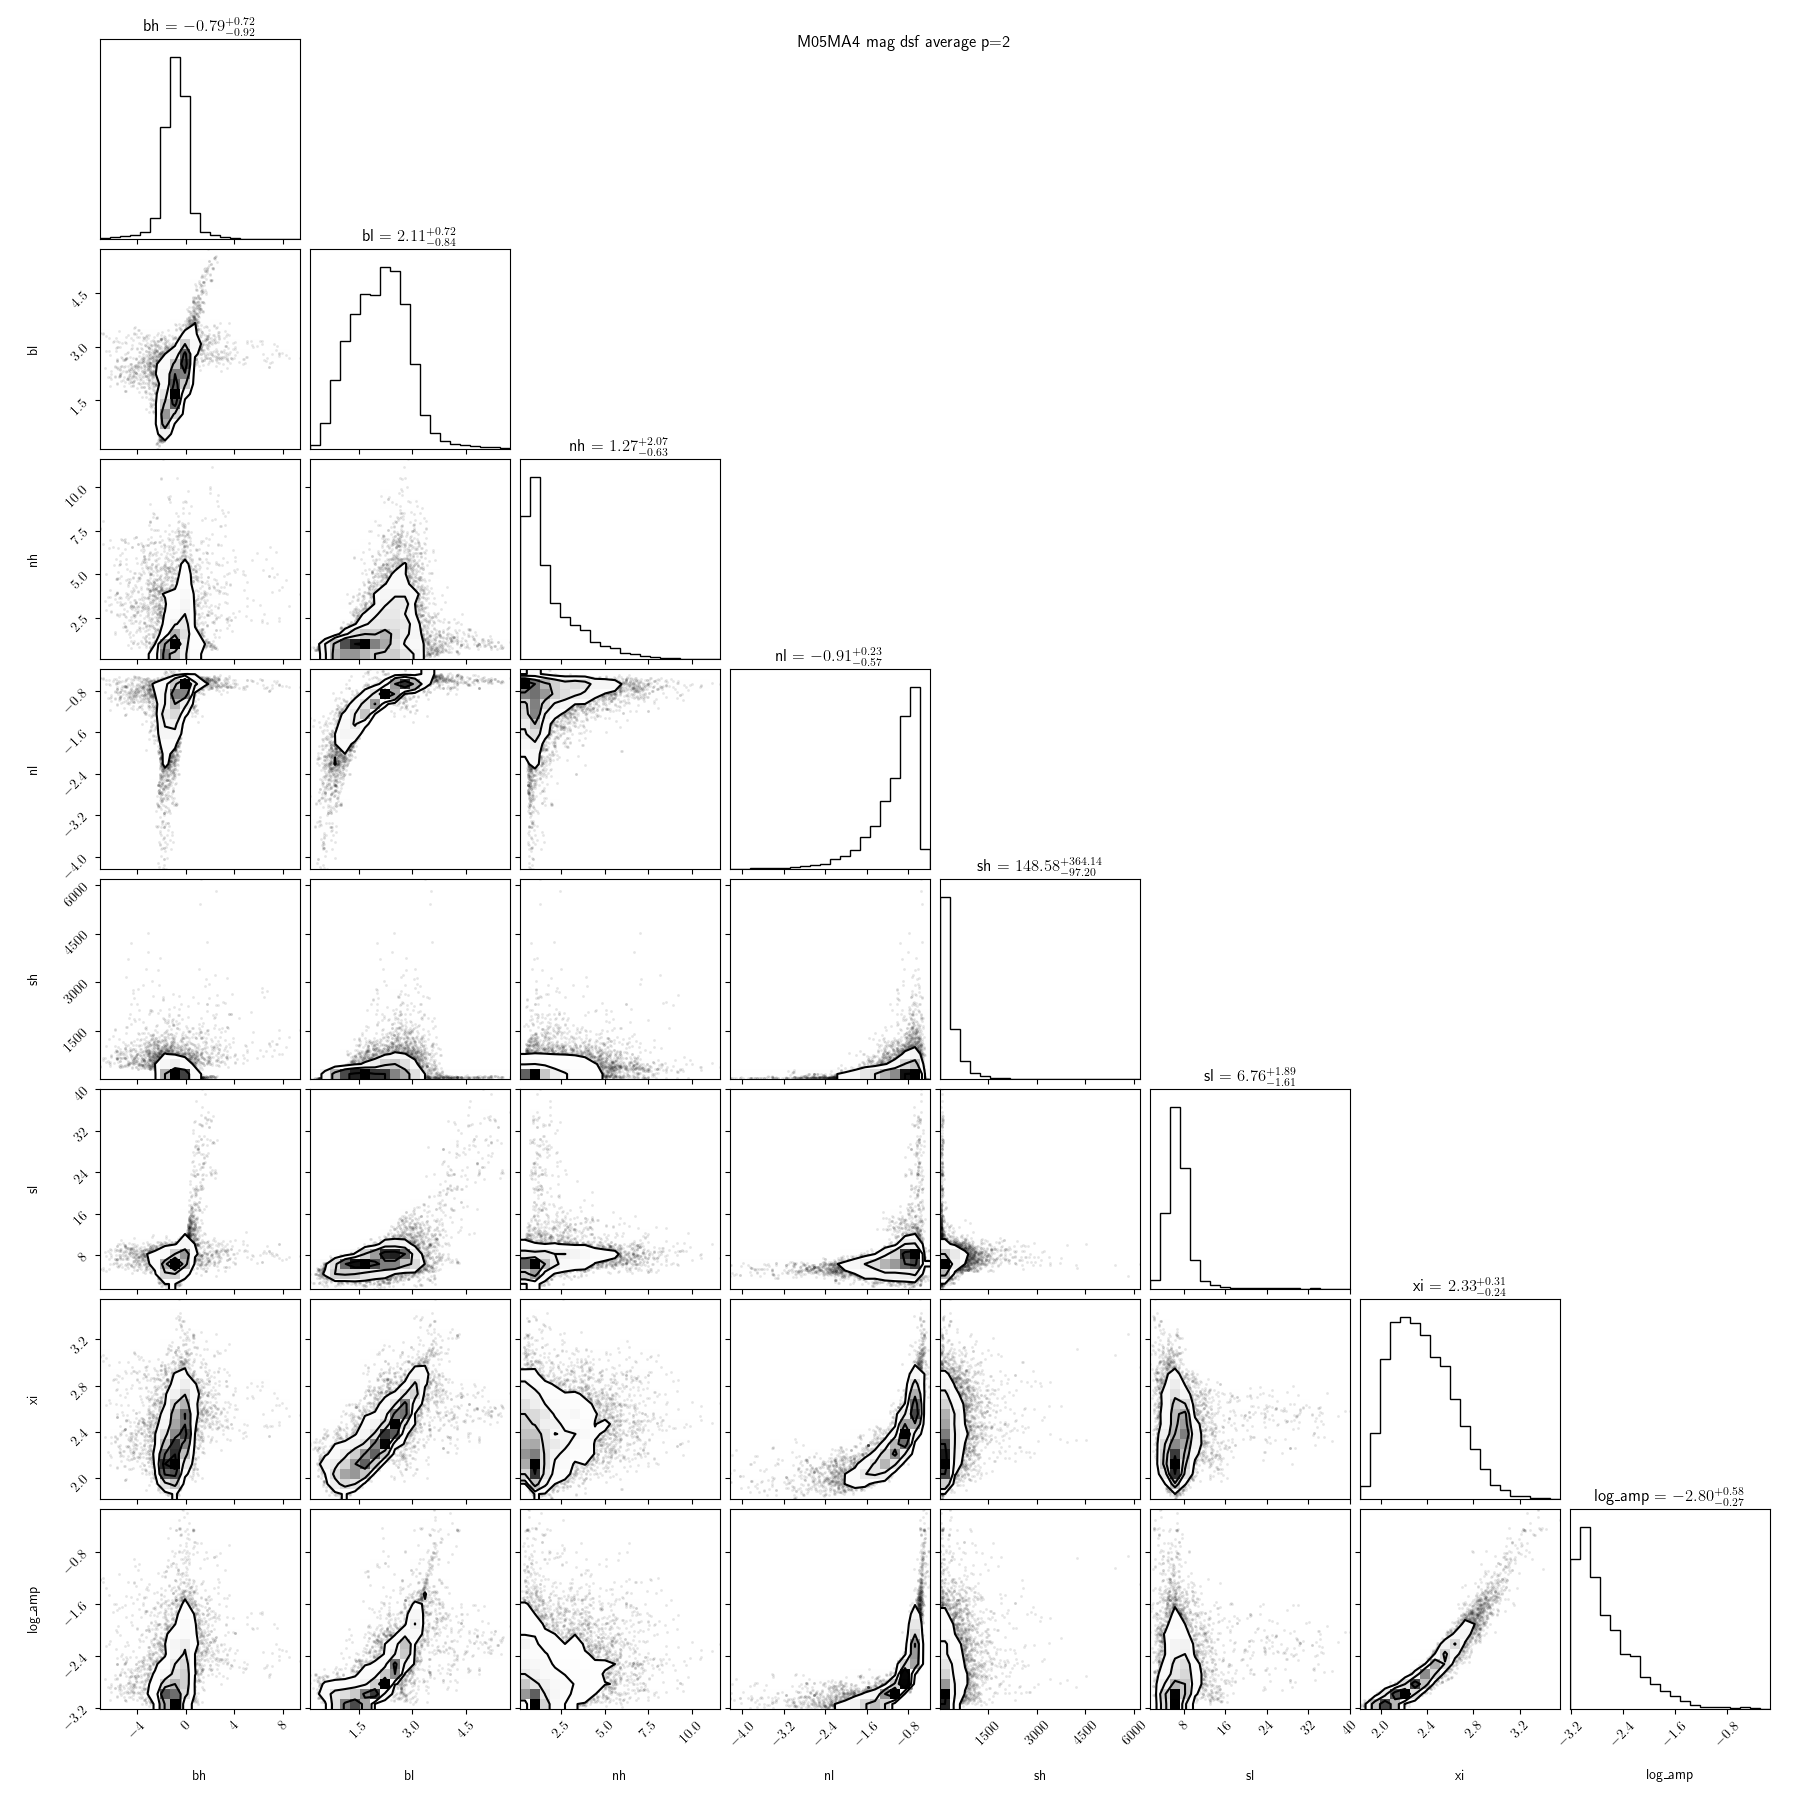 M05MA4 mag dsf average p=2
bh = −0.79 +0.72 −0.92
bl = 2.11 +0.72 −0.84
bl
4.5
3.0
1.5
nh = 1.27 +2.07 −0.63
nh
10.0
7.5
5.0
2.5
nl = −0.91 +0.23 −0.57
nl
−0.8
−1.6
−2.4
−3.2
−4.0
sh = 148.58 +364.14 −97.20
sh
6000
4500
3000
1500
sl = 6.76 +1.89 −1.61
sl
40
32
24
16
8
xi = 2.33 +0.31 −0.24
xi
3.2
2.8
2.4
2.0
log_amp = −2.80 +0.58 −0.27
log_amp
−0.8
−1.6
−2.4
−3.2
−4 0 4 8
1.5 3.0 4.5
2.5 5.0 7.5 10.0
−4.0 −3.2 −2.4 −1.6 −0.8
1500 3000 4500 6000
8 16 24 32 40
2.0 2.4 2.8 3.2
−3.2 −2.4 −1.6 −0.8
bh bl nh nl sh sl xi log_amp